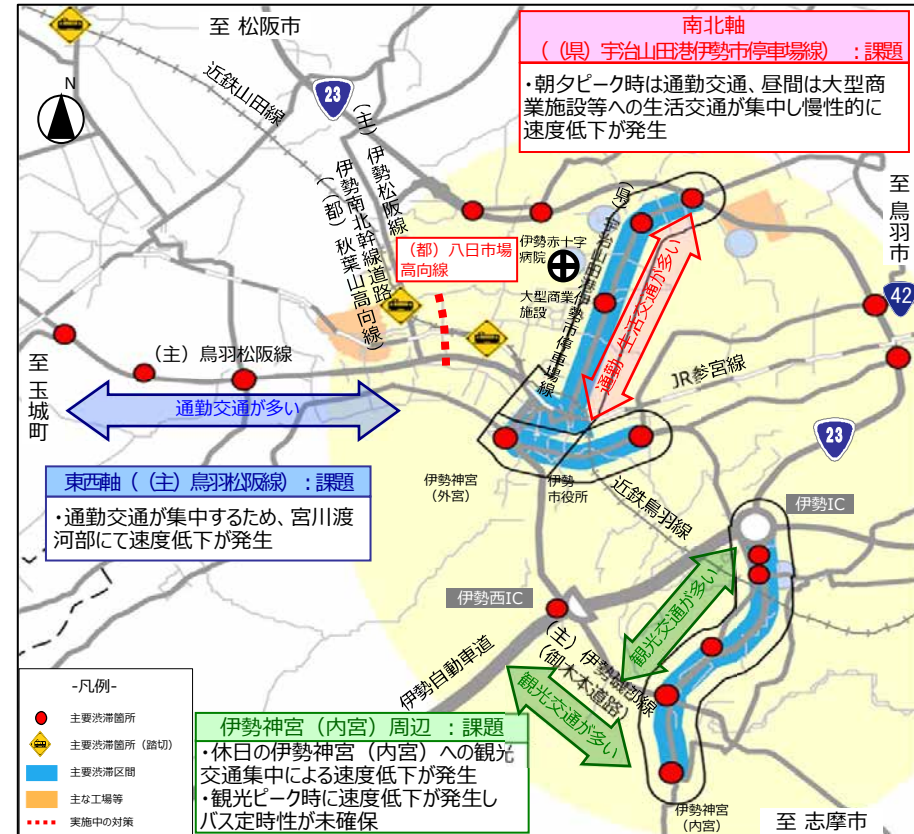 至 松阪市
南北軸
（（県）宇治山田港伊勢市停車場線）：課題
・朝夕ピーク時は通勤交通、昼間は大型商
業施設等への生活交通が集中し慢性的に
速度低下が発生
N
近鉄山田線
23
（主）伊勢松阪線
伊勢南北幹線道路
（（都）秋葉山高向線）
（都）八日市場
高向線
伊勢赤十字
病院
大型商業
施設
（県）宇治山田港伊勢市停車場線
通勤・生活交通が多い
至 鳥羽市
42
至 玉城町
（主）鳥羽松阪線
通勤交通が多い
JR参宮線
23
東西軸（（主）鳥羽松阪線）：課題
・通勤交通が集中するため、宮川渡
河部にて速度低下が発生
伊勢神宮
（外宮）
伊勢
市役所
近鉄鳥羽線
伊勢IC
伊勢西IC
観光交通が多い
（主）伊勢磯部線
（御木本道路）
伊勢自動車道
観光交通が多い
伊勢神宮（内宮）周辺 ：課題
・休日の伊勢神宮（内宮）への観光
交通集中による速度低下が発生
・観光ピーク時に速度低下が発生し
バス定時性が未確保
伊勢神宮
（内宮）
至 志摩市
-凡例-
主要渋滞箇所
主要渋滞箇所（踏切）
主要渋滞区間
主な工場等
実施中の対策